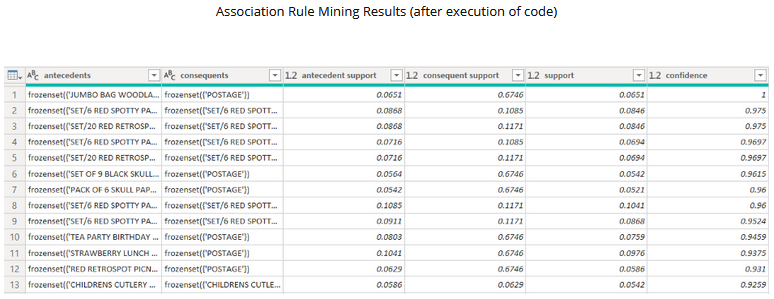 Association Rule Mining Results (after execution of code)
ABC antecedents ABC consequents 1.2 antecedent support 1.2 consequent support 1.2 support 1.2 confidence
1 frozenset({'JUMBO BAG WOODLA... frozenset({'POSTAGE'}) 0.0651 0.6746 0.0651 1
2 frozenset({'SET/6 RED SPOTTY PA... frozenset({'SET/6 RED SPOTT... 0.0868 0.1085 0.0846 0.975
3 frozenset({'SET/20 RED RETROSP... frozenset({'SET/6 RED SPOTT... 0.0868 0.1171 0.0846 0.975
4 frozenset({'SET/6 RED SPOTTY PA... frozenset({'SET/6 RED SPOTT... 0.0716 0.1085 0.0694 0.9697
5 frozenset({'SET/20 RED RETROSP... frozenset({'SET/6 RED SPOTT... 0.0716 0.1171 0.0694 0.9697
6 frozenset({'SET OF 9 BLACK SKULL... frozenset({'POSTAGE'}) 0.0564 0.6746 0.0542 0.9615
7 frozenset({'PACK OF 6 SKULL PAP... frozenset({'POSTAGE'}) 0.0542 0.6746 0.0521 0.96
8 frozenset({'SET/6 RED SPOTTY PA... frozenset({'SET/6 RED SPOTT... 0.1085 0.1171 0.1041 0.96
9 frozenset({'SET/6 RED SPOTTY PA... frozenset({'SET/6 RED SPOTT... 0.0911 0.1171 0.0868 0.9524
10 frozenset({'TEA PARTY BIRTHDAY ... frozenset({'POSTAGE'}) 0.0803 0.6746 0.0759 0.9459
11 frozenset({'STRAWBERRY LUNCH ... frozenset({'POSTAGE'}) 0.1041 0.6746 0.0976 0.9375
12 frozenset({'RED RETROSPOT PICN... frozenset({'POSTAGE'}) 0.0629 0.6746 0.0586 0.931
13 frozenset({'CHILDRENS CUTLERY ... frozenset({'CHILDRENS CUTLE... 0.0586 0.0629 0.0542 0.9259